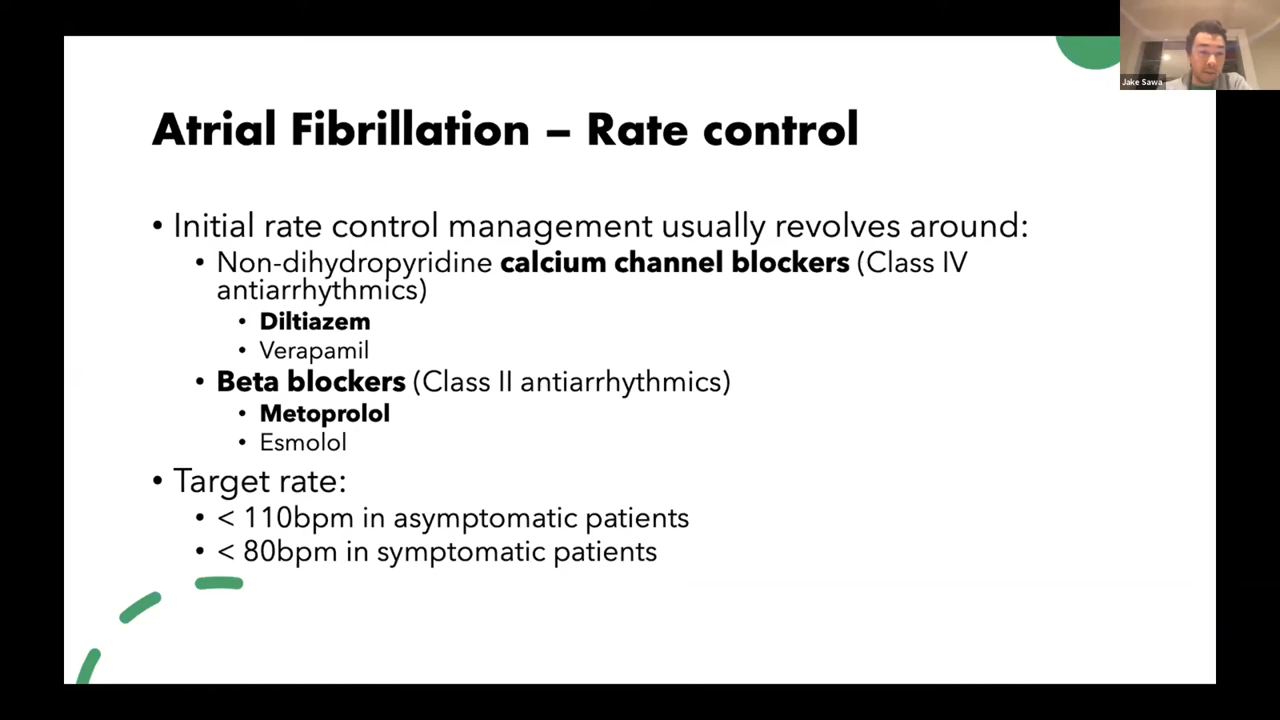 Jake Sawa
Atrial Fibrillation – Rate control
• Initial rate control management usually revolves around:
• Non-dihydropyridine calcium channel blockers (Class IV
antiarrhythmics)
• Diltiazem
• Verapamil
• Beta blockers (Class II antiarrhythmics)
• Metoprolol
• Esmolol
• Target rate:
• < 110bpm in asymptomatic patients
• < 80bpm in symptomatic patients